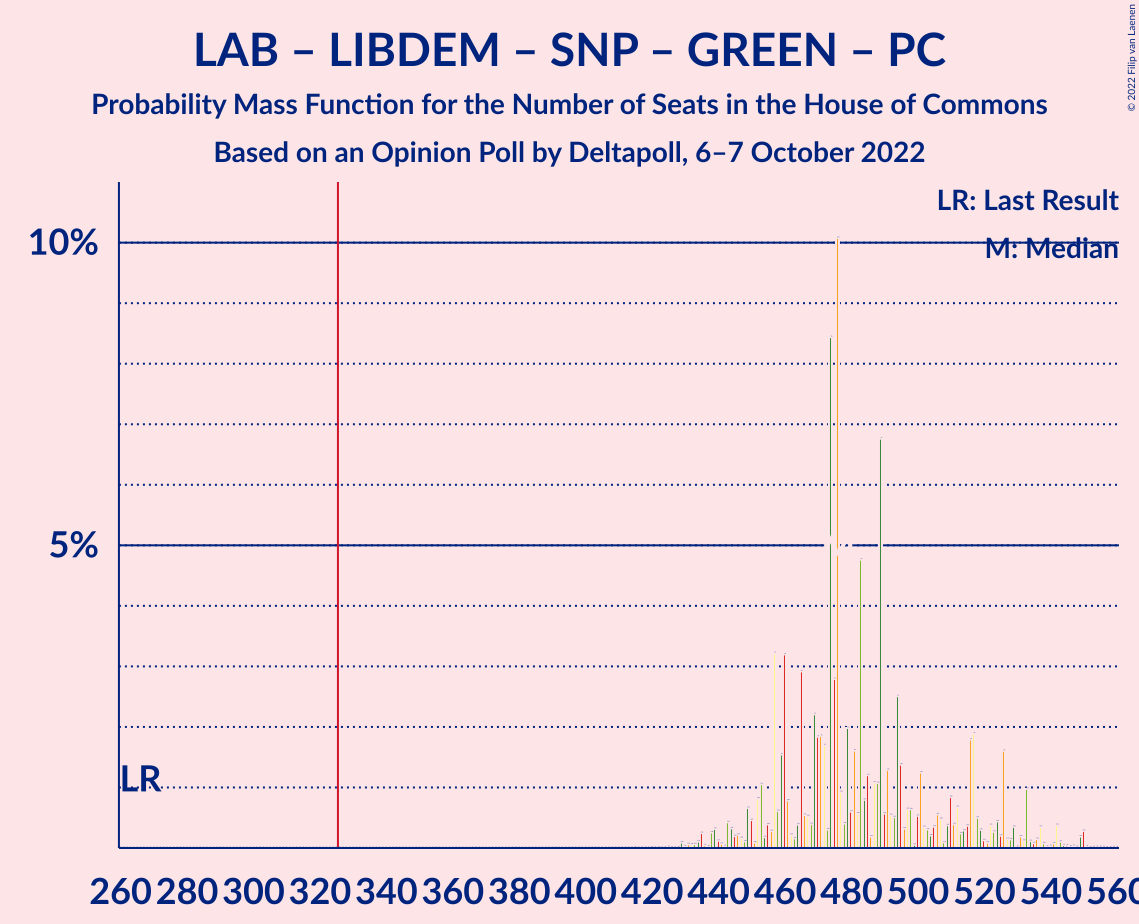 LAB – LIBDEM – SNP – GREEN – PC
Probability Mass Function for the Number of Seats in the House of Commons
Based on an Opinion Poll by Deltapoll, 6–7 October 2022
© 2022 Filip van Laenen
LR: Last Result
M: Median
10%
5%
LR
260 280 300 320 340 360 380 400 420 440 460 480 500 520 540 560